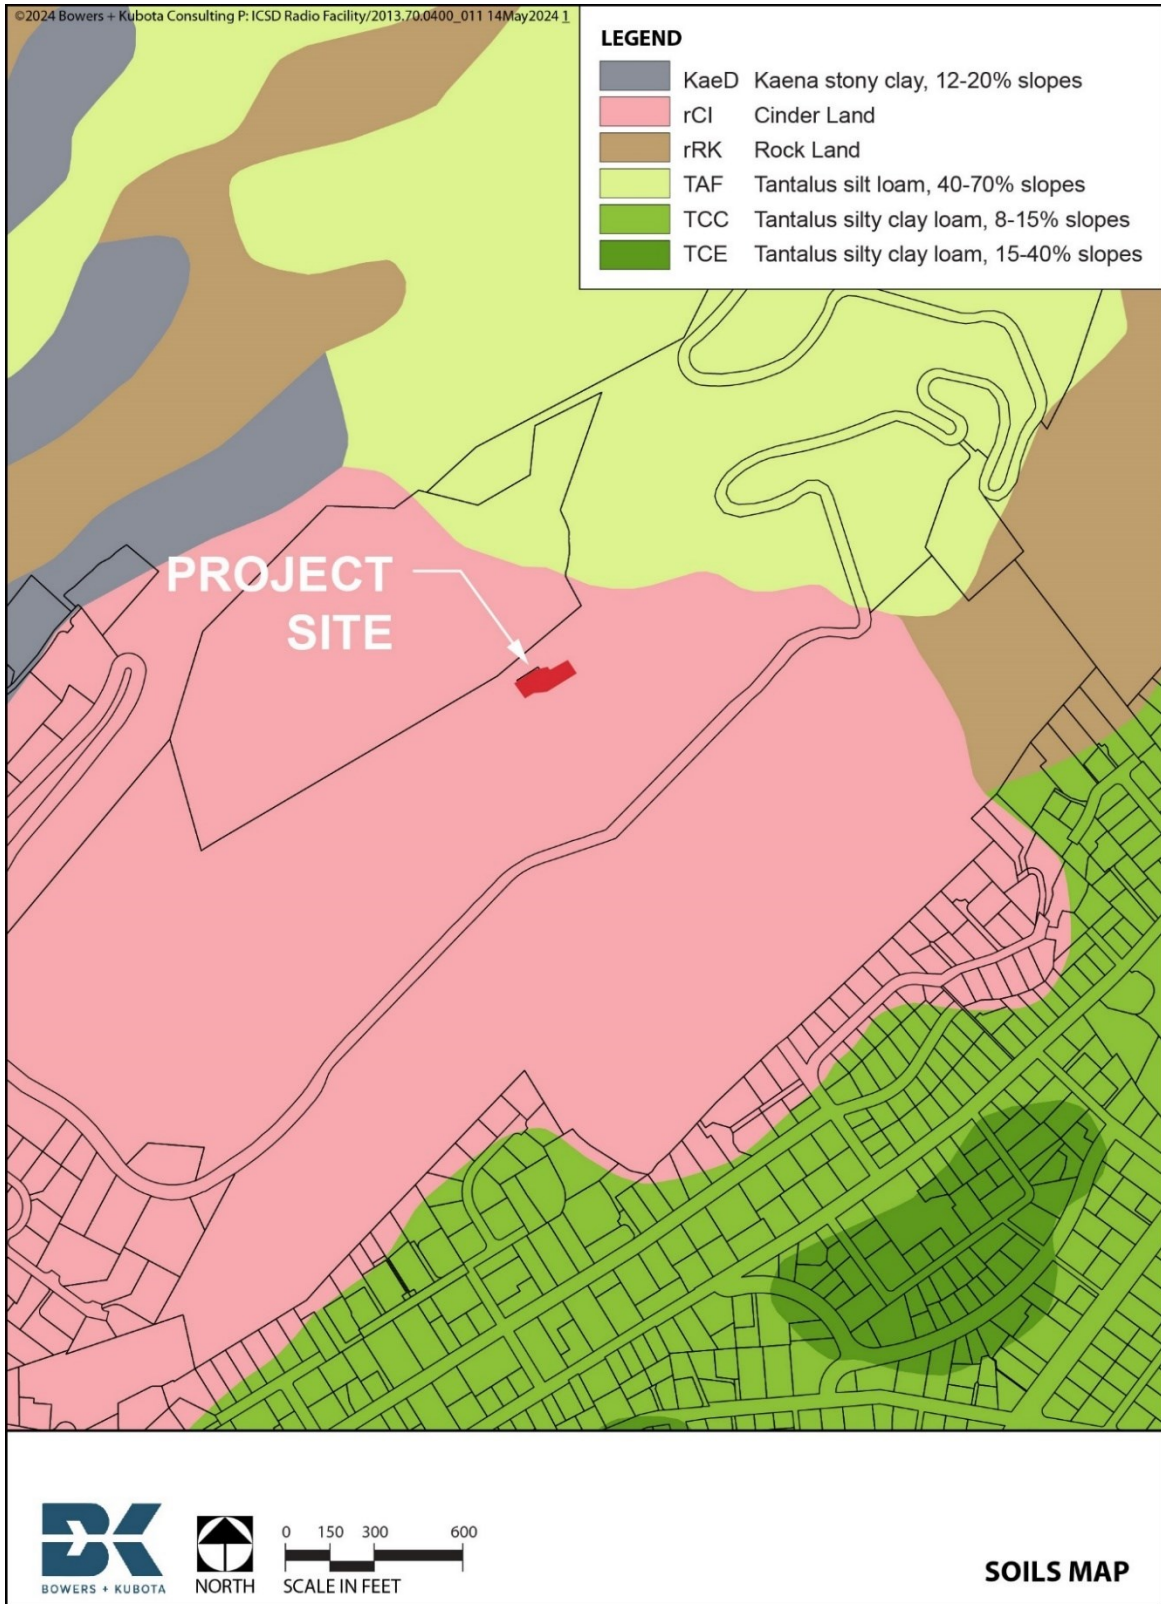 ©2024 Bowers + Kubota Consulting P: ICSD Radio Facility/2013.70.0400_011 14May2024 1
LEGEND
KaeD Kaena stony clay, 12-20% slopes
rCI Cinder Land
rRK Rock Land
TAF Tantalus silt loam, 40-70% slopes
TCC Tantalus silty clay loam, 8-15% slopes
TCE Tantalus silty clay loam, 15-40% slopes
PROJECT
SITE
BK
BOWERS + KUBOTA
NORTH
0 150 300 600
SCALE IN FEET
SOILS MAP